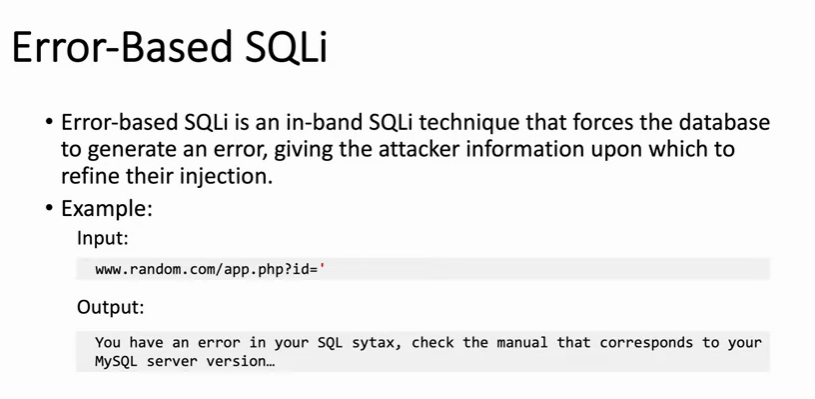 Error-Based SQLi
• Error-based SQLi is an in-band SQLi technique that forces the database
to generate an error, giving the attacker information upon which to
refine their injection.
• Example:
Input:
www.random.com/app.php?id='
Output:
You have an error in your SQL sytax, check the manual that corresponds to your
MySQL server version…